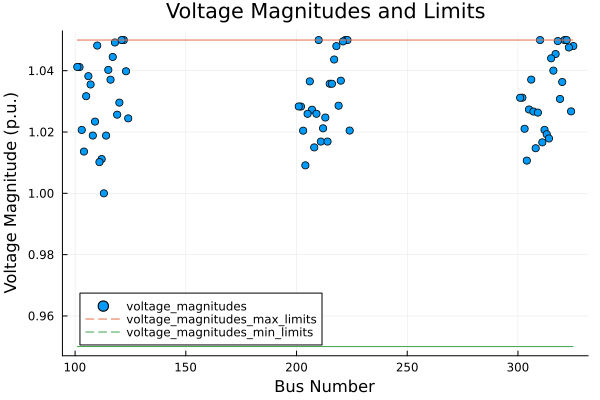 Voltage Magnitudes and Limits
Voltage Magnitude (p.u.)
1.04
1.02
1.00
0.98
0.96
voltage_magnitudes
voltage_magnitudes_max_limits
voltage_magnitudes_min_limits
100 150 200 250 300
Bus Number